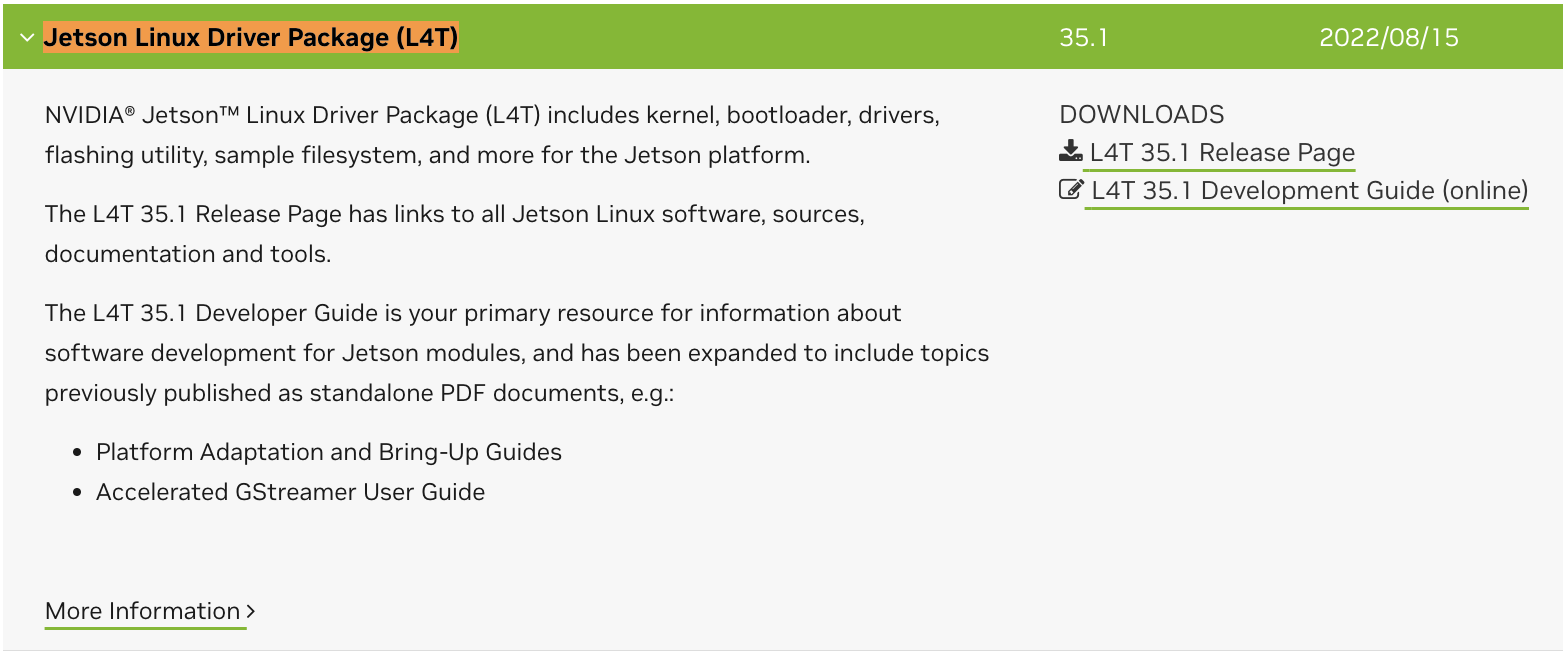 Jetson Linux Driver Package (L4T) 35.1 2022/08/15
NVIDIA® Jetson™ Linux Driver Package (L4T) includes kernel, bootloader, drivers,
flashing utility, sample filesystem, and more for the Jetson platform.
The L4T 35.1 Release Page has links to all Jetson Linux software, sources,
documentation and tools.
The L4T 35.1 Developer Guide is your primary resource for information about
software development for Jetson modules, and has been expanded to include topics
previously published as standalone PDF documents, e.g.:
• Platform Adaptation and Bring-Up Guides
• Accelerated GStreamer User Guide
More Information
DOWNLOADS
L4T 35.1 Release Page
L4T 35.1 Development Guide (online)